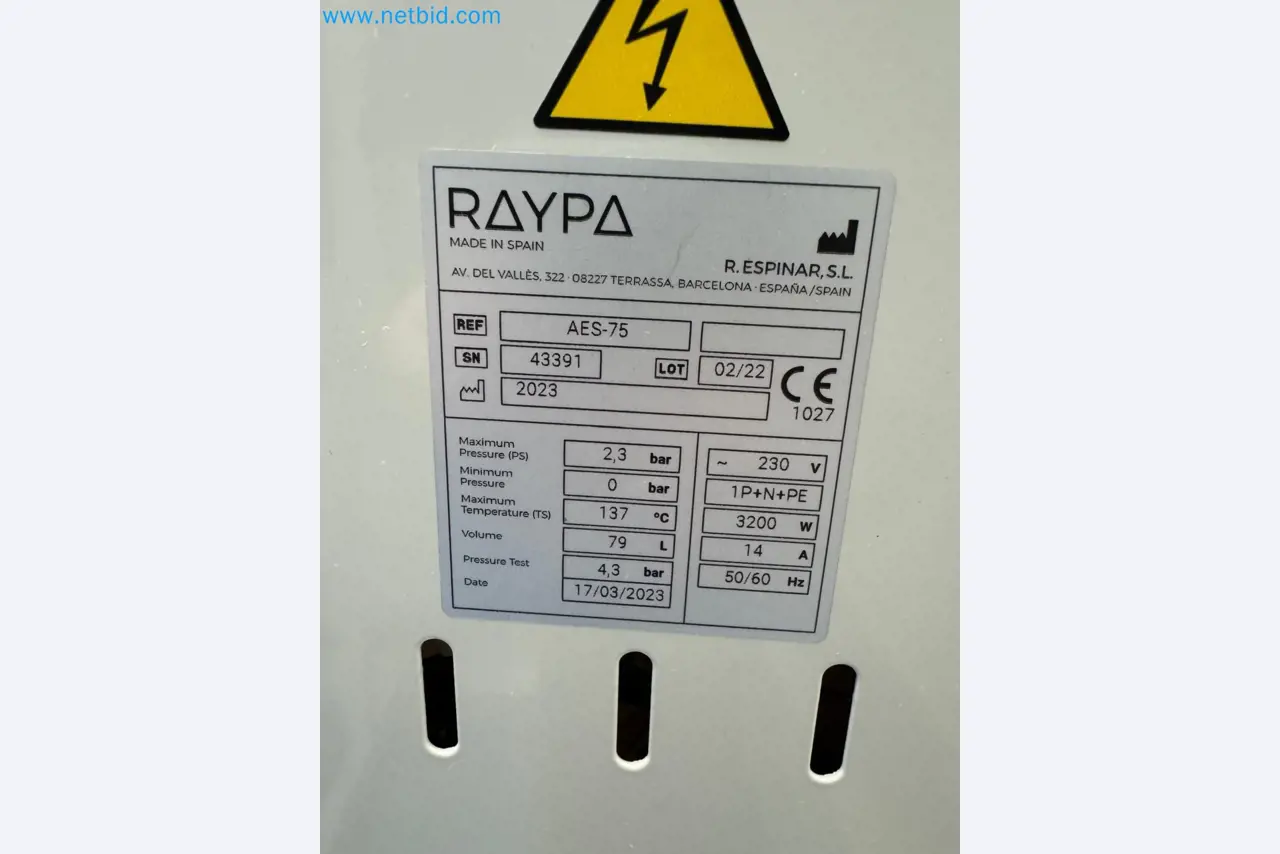 www.netbid.com
RAYPA
MADE IN SPAIN
R. ESPINAR, S.L.
AV. DEL VALLÈS, 322 · 08227 TERRASSA, BARCELONA · ESPAÑA/SPAIN
REF AES-75
SN 43391 LOT 02/22
2023
CE
1027
Maximum
Pressure (PS) 2,3 bar
Minimum
Pressure 0 bar
Maximum
Temperature (TS) 137 °C
Volume 79 L
Pressure Test 4,3 bar
Date 17/03/2023
~ 230 V
1P+N+PE
3200 W
14 A
50/60 Hz